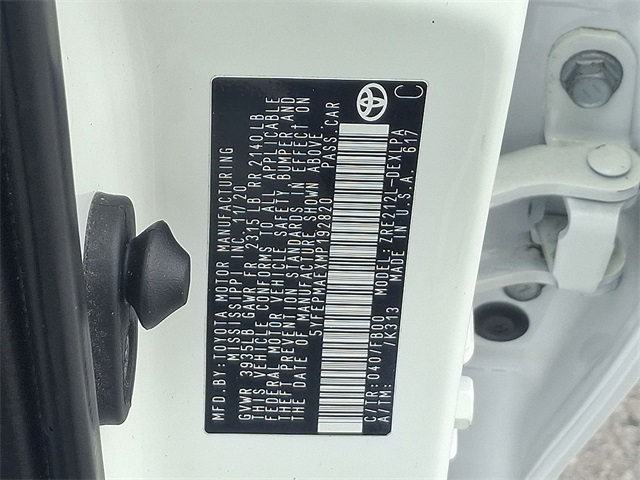 MFD.BY: TOYOTA MOTOR MANUFACTURING
MISSISSIPPI INC. 11/20
GVWR 3935LB GAWR FR 2315 LB RR 2140LB
THIS VEHICLE CONFORMS TO ALL APPLICABLE
FEDERAL MOTOR VEHICLE SAFETY, BUMPER AND
THEFT PREVENTION STANDARDS IN EFFECT ON
THE DATE OF MANUFACTURE SHOWN ABOVE.
5YFEPMAEXMP192820 PASS.CAR
C/TR: 040 /FB00 MODEL: ZRE212L-DEXLPA
A/TM: /K313 MADE IN U.S.A. 617
C